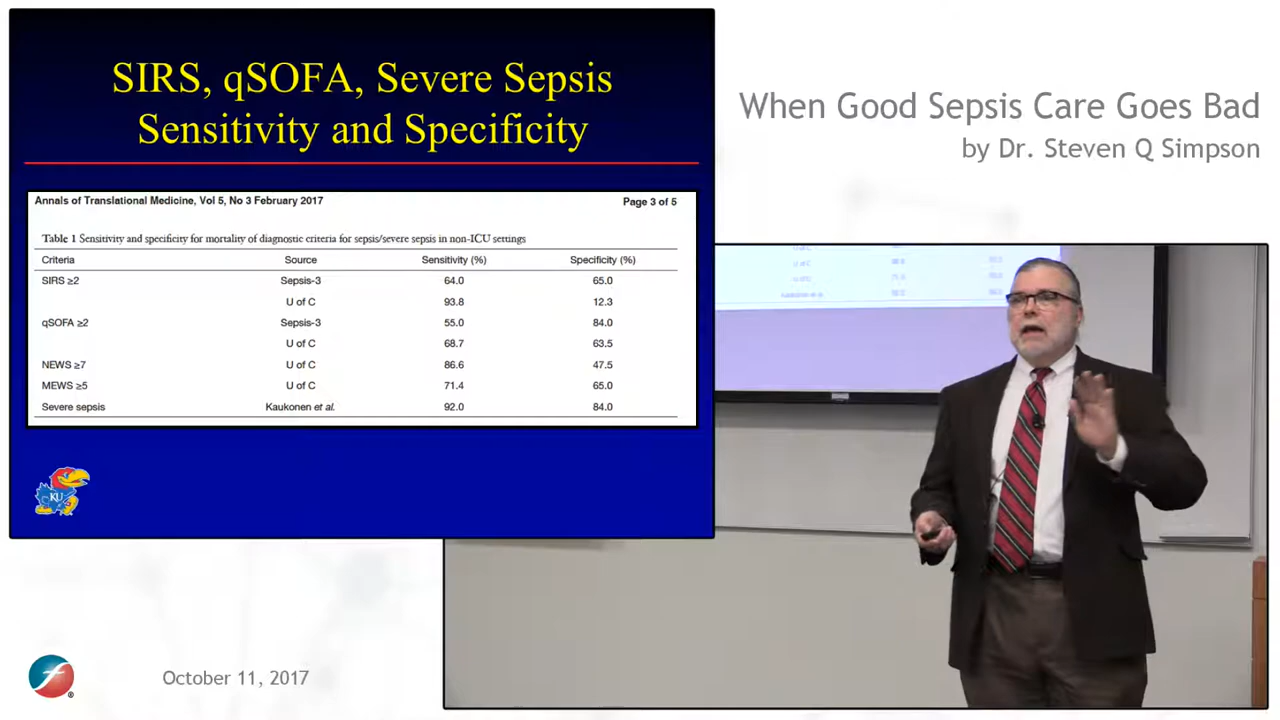 SIRS, qSOFA, Severe Sepsis
Sensitivity and Specificity
Annals of Translational Medicine, Vol 5, No 3 February 2017 Page 3 of 5
Table 1 Sensitivity and specificity for mortality of diagnostic criteria for sepsis/severe sepsis in non-ICU settings
Criteria Source Sensitivity (%) Specificity (%)
SIRS ≥2 Sepsis-3 64.0 65.0
U of C 93.8 12.3
qSOFA ≥2 Sepsis-3 55.0 84.0
U of C 68.7 63.5
NEWS ≥7 U of C 86.6 47.5
MEWS ≥5 U of C 71.4 65.0
Severe sepsis Kaukonen et al. 92.0 84.0
KU
When Good Sepsis Care Goes Bad
by Dr. Steven Q Simpson
f ®
October 11, 2017